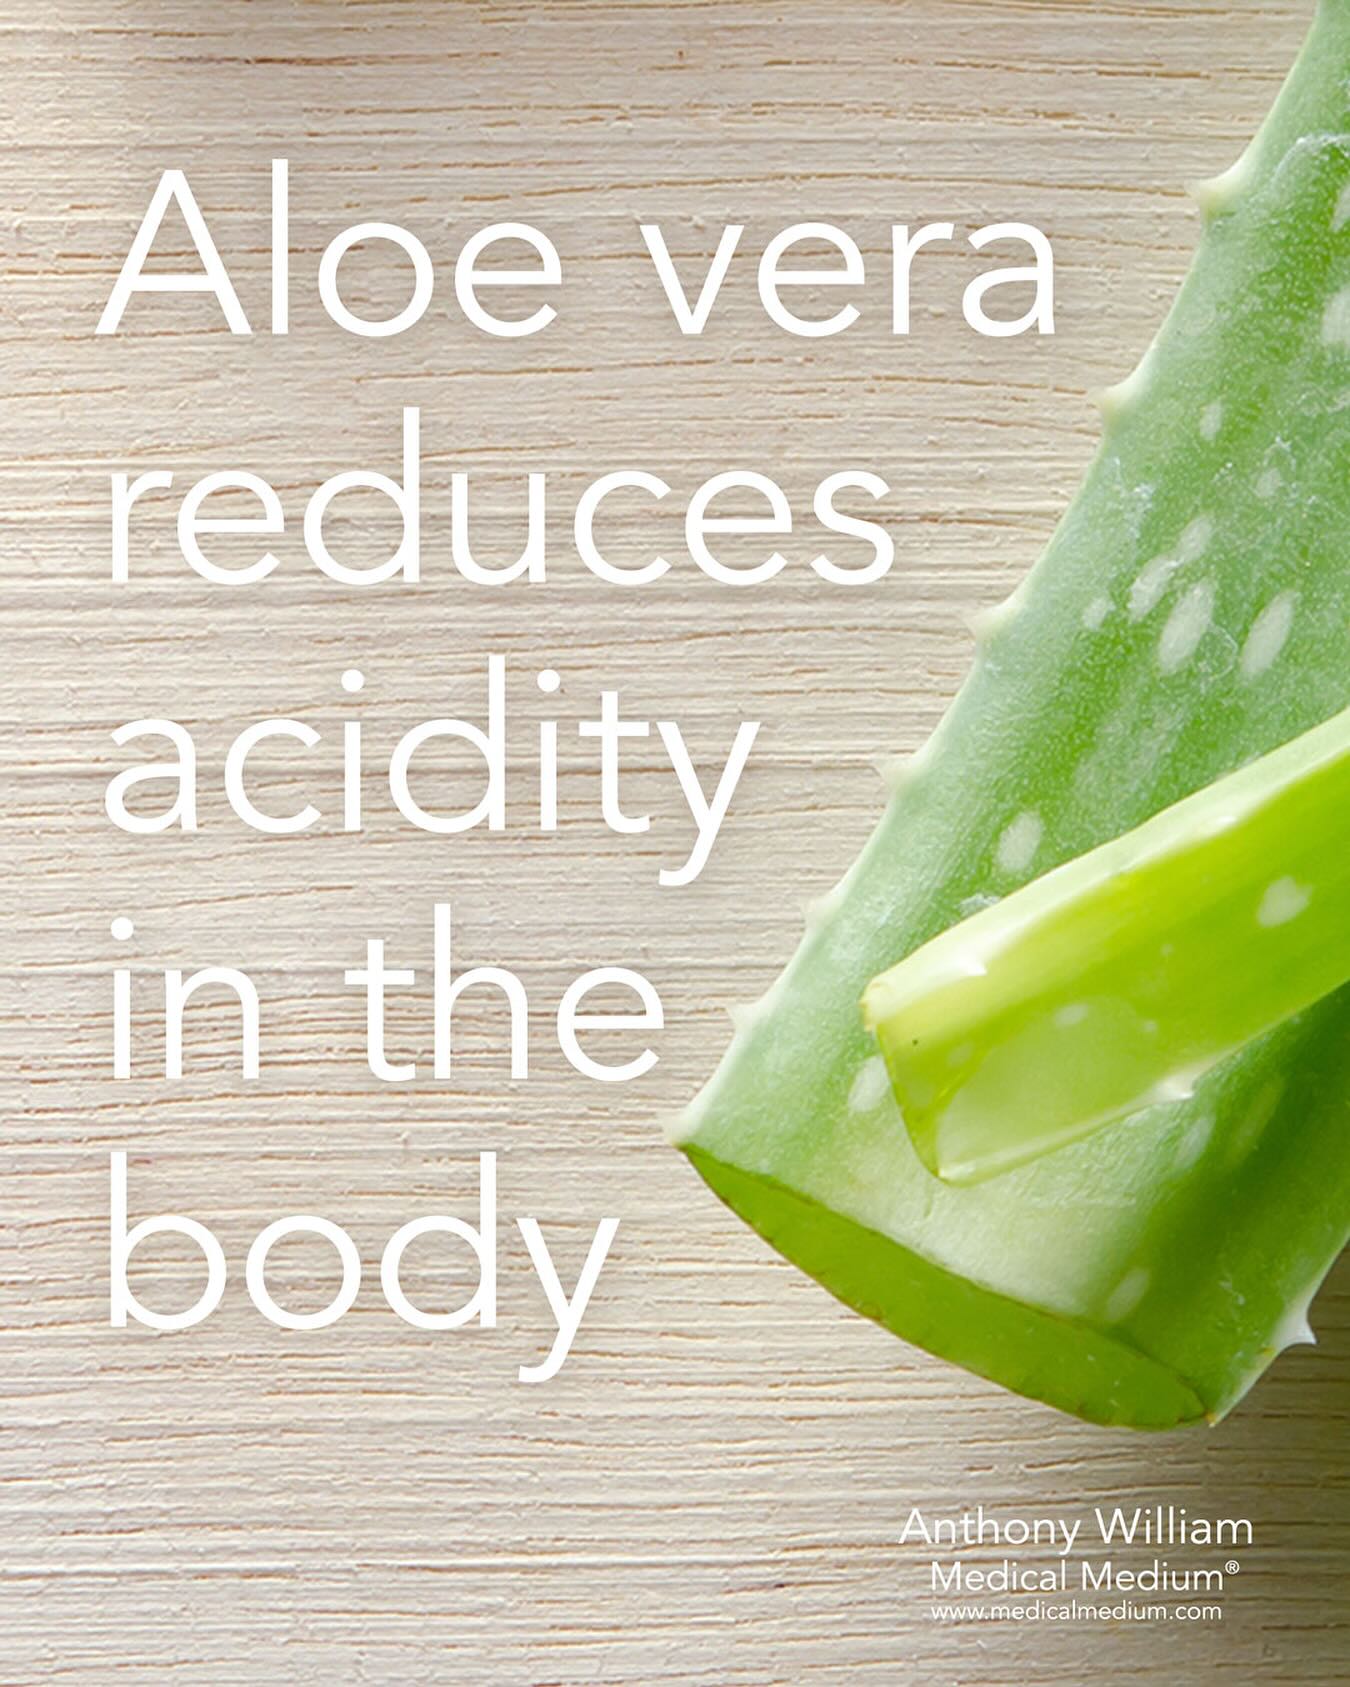 Aloe vera
reduces
acidity
in the
body
Anthony William
Medical Medium®
www.medicalmedium.com